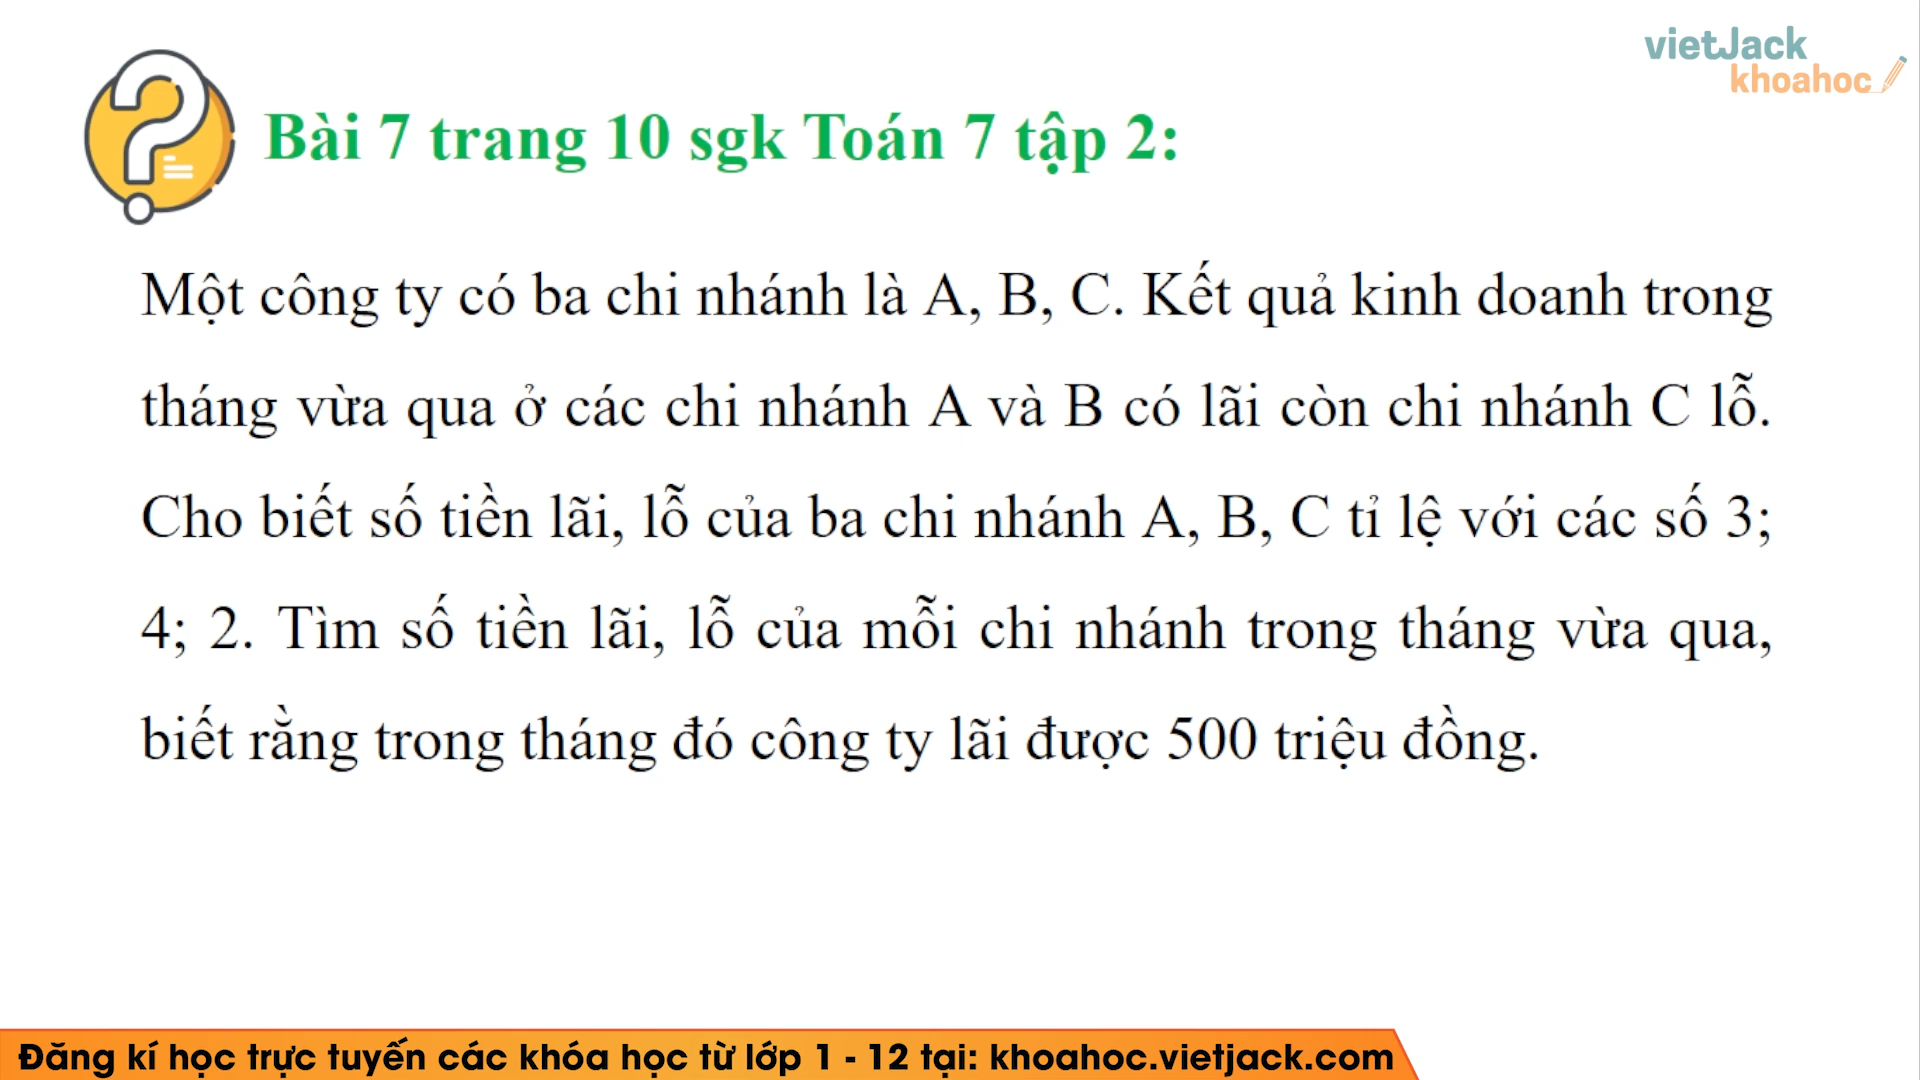 vietJack
khoahoc
Bài 7 trang 10 sgk Toán 7 tập 2:
Một công ty có ba chi nhánh là A, B, C. Kết quả kinh doanh trong
tháng vừa qua ở các chi nhánh A và B có lãi còn chi nhánh C lỗ.
Cho biết số tiền lãi, lỗ của ba chi nhánh A, B, C tỉ lệ với các số 3;
4; 2. Tìm số tiền lãi, lỗ của mỗi chi nhánh trong tháng vừa qua,
biết rằng trong tháng đó công ty lãi được 500 triệu đồng.
Đăng kí học trực tuyến các khóa học từ lớp 1 - 12 tại: khoahoc.vietjack.com